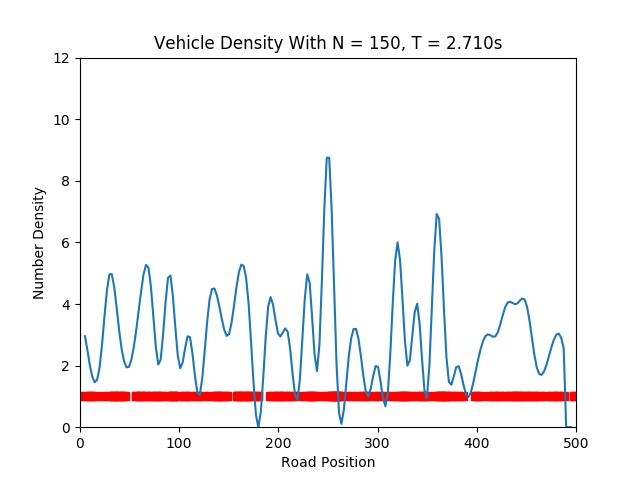 Vehicle Density With N = 150, T = 2.710s
12
10
8
6
4
2
0
Number Density
0 100 200 300 400 500
Road Position